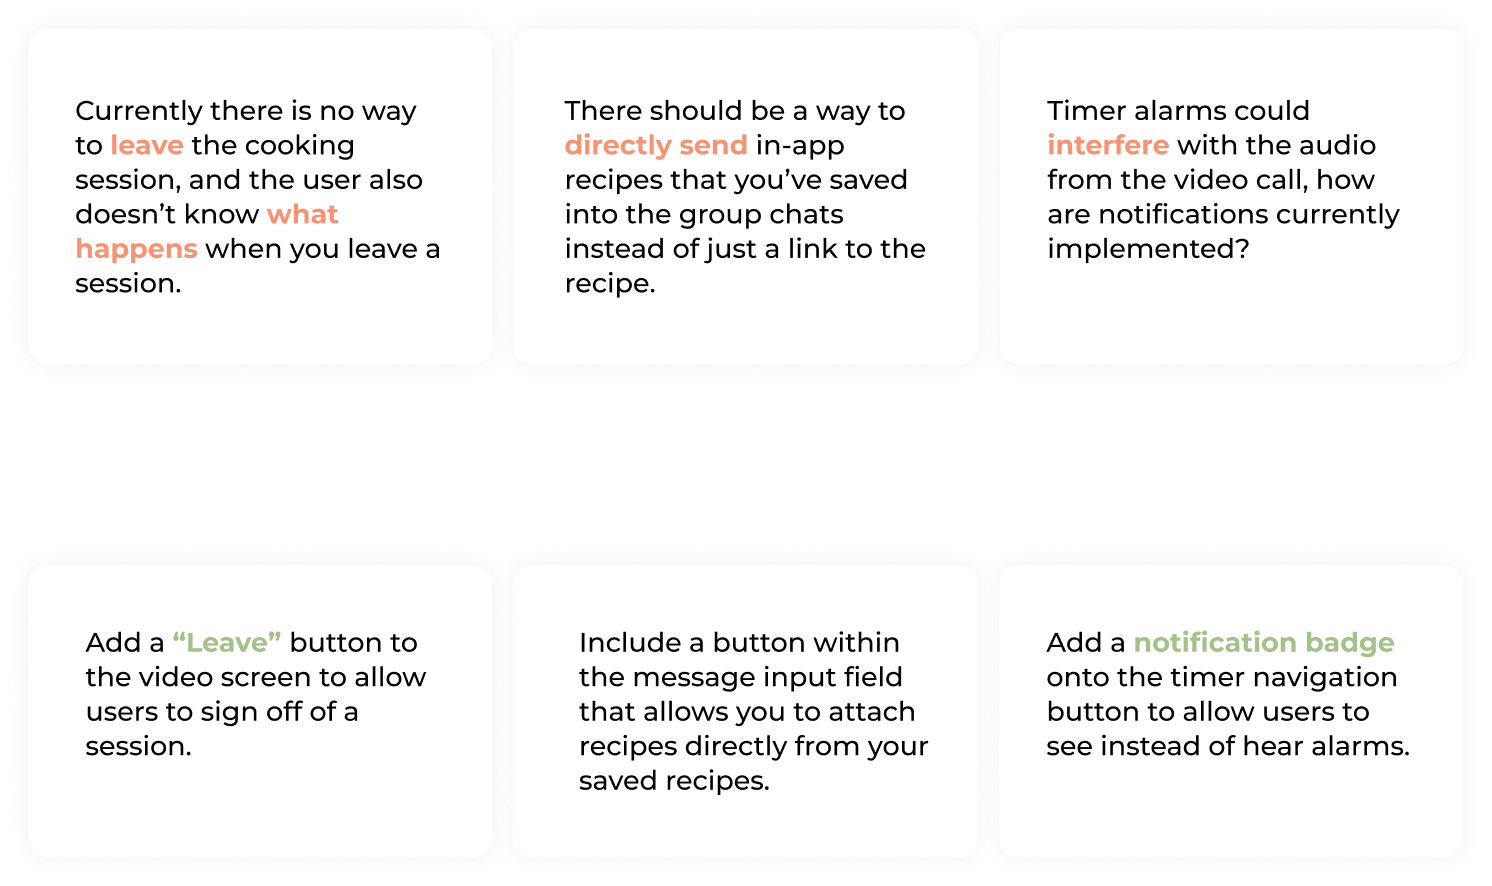 Currently there is no way
to leave the cooking
session, and the user also
doesn’t know what
happens when you leave a
session.
There should be a way to
directly send in-app
recipes that you’ve saved
into the group chats
instead of just a link to the
recipe.
Timer alarms could
interfere with the audio
from the video call, how
are notifications currently
implemented?
Add a “Leave” button to
the video screen to allow
users to sign off of a
session.
Include a button within
the message input field
that allows you to attach
recipes directly from your
saved recipes.
Add a notification badge
onto the timer navigation
button to allow users to
see instead of hear alarms.